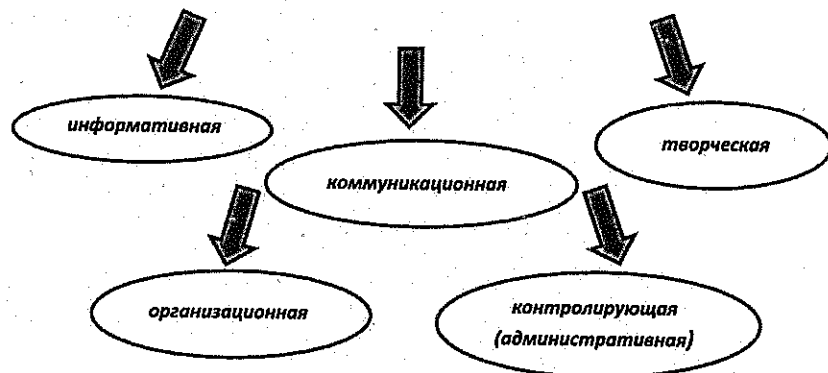 информативная
творческая
коммуникационная
организационная
контролирующая
(административная)